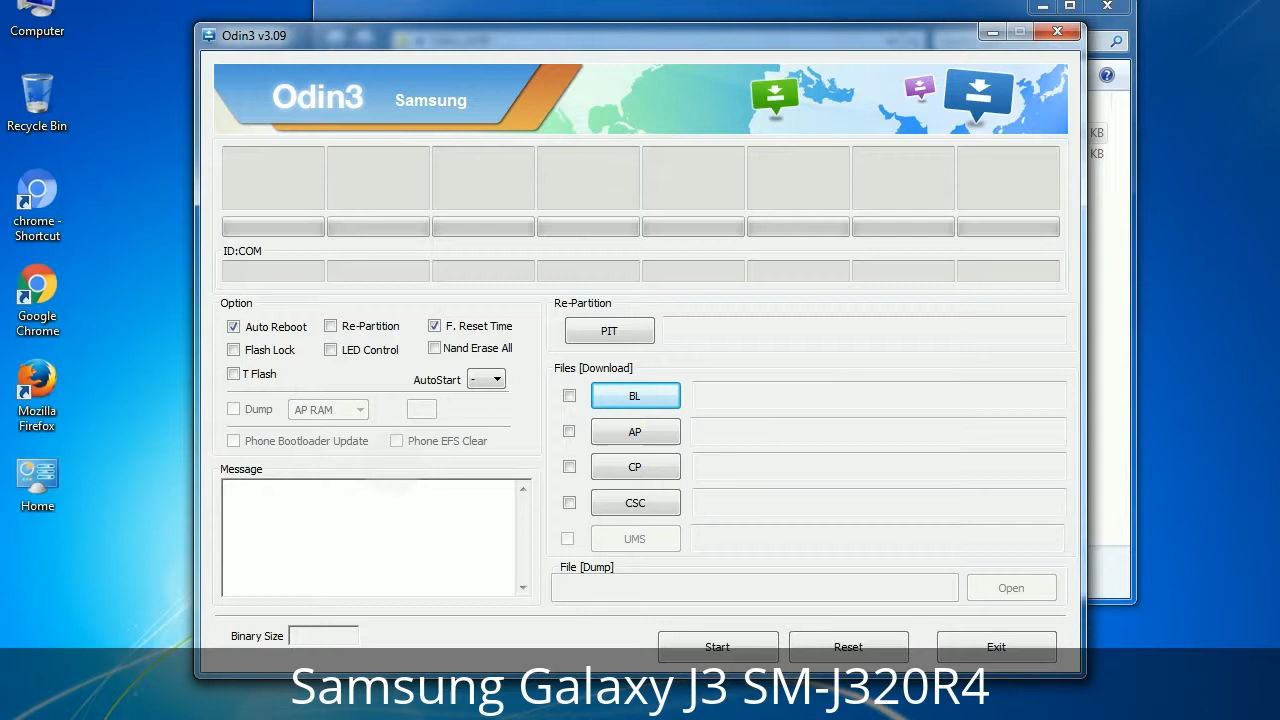 Computer
Recycle Bin
chrome - Shortcut
Google Chrome
Mozilla Firefox
Home
Odin3 v3.09
Odin3 Samsung
KB
KB
ID:COM
Option
Auto Reboot Re-Partition F. Reset Time
Flash Lock LED Control Nand Erase All
T Flash AutoStart -
Dump AP RAM
Phone Bootloader Update Phone EFS Clear
Message
Binary Size
Re-Partition
PIT
Files [Download]
BL
AP
CP
CSC
UMS
File [Dump]
Open
Start Reset Exit
Samsung Galaxy J3 SM-J320R4